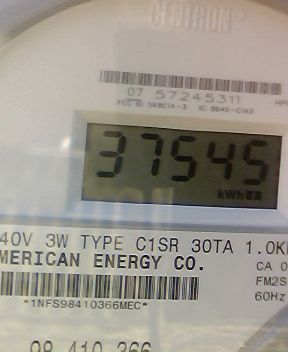 CENTRON
07 57245311
37545
kWh
40V 3W TYPE C1SR 30TA 1.0K
MERICAN ENERGY CO.
CA 0
FM2S
*1NFS98410366MEC*
60Hz
98 410 366